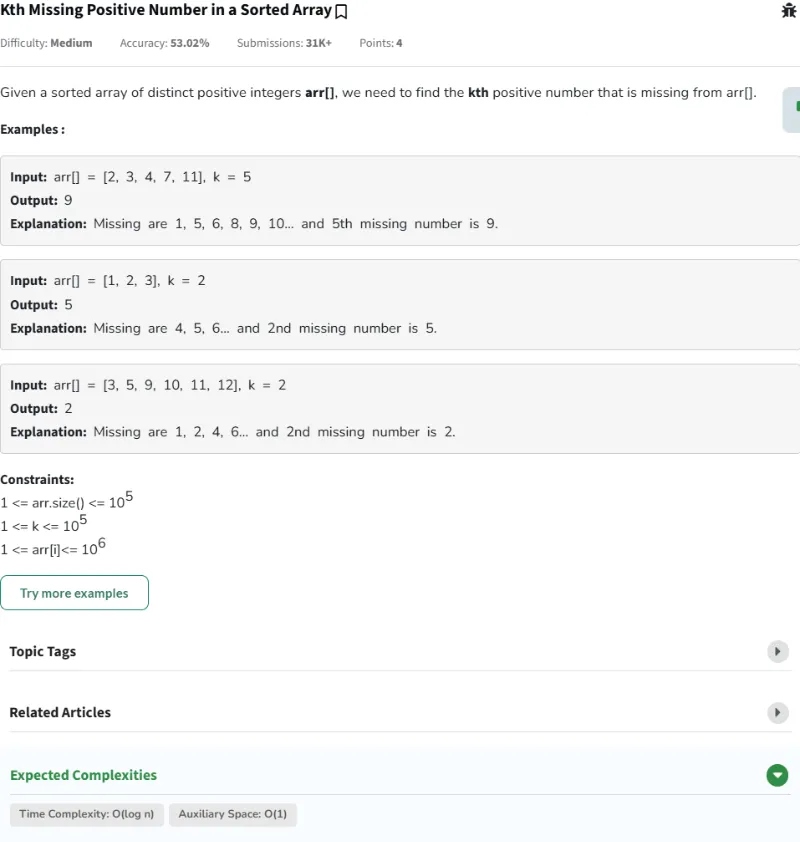 Kth Missing Positive Number in a Sorted Array
Difficulty: Medium Accuracy: 53.02% Submissions: 31K+ Points: 4
Given a sorted array of distinct positive integers arr[], we need to find the kth positive number that is missing from arr[].
Examples :
Input: arr[] = [2, 3, 4, 7, 11], k = 5
Output: 9
Explanation: Missing are 1, 5, 6, 8, 9, 10… and 5th missing number is 9.
Input: arr[] = [1, 2, 3], k = 2
Output: 5
Explanation: Missing are 4, 5, 6… and 2nd missing number is 5.
Input: arr[] = [3, 5, 9, 10, 11, 12], k = 2
Output: 2
Explanation: Missing are 1, 2, 4, 6… and 2nd missing number is 2.
Constraints:
1 <= arr.size() <= 10^5
1 <= k <= 10^5
1 <= arr[i]<= 10^6
Try more examples
Topic Tags
Related Articles
Expected Complexities
Time Complexity: O(log n) Auxiliary Space: O(1)